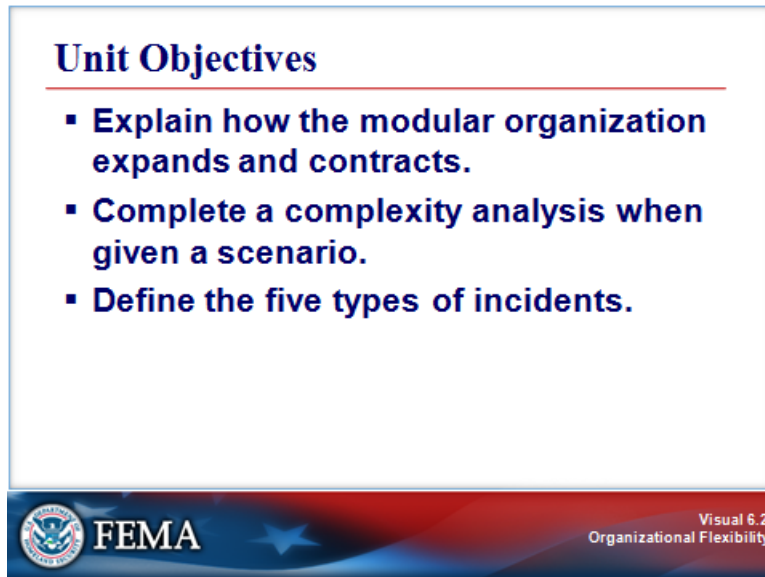 Unit Objectives
▪ Explain how the modular organization
expands and contracts.
▪ Complete a complexity analysis when
given a scenario.
▪ Define the five types of incidents.
FEMA
Visual 6.2
Organizational Flexibility